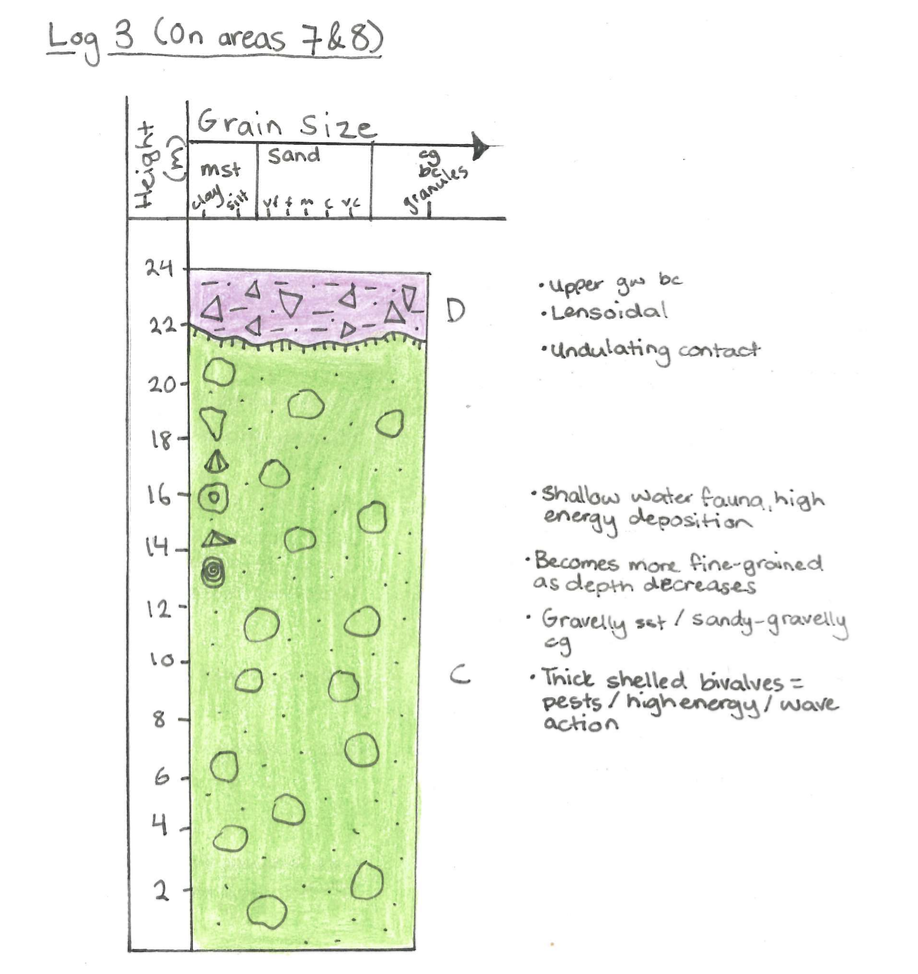 Log 3 (On areas 7&8)
Height (m)
Grain Size
mst
Sand
cg
bc
granules
clay silt
vf f m c vc
24
22
20
18
16
14
12
10
8
6
4
2
D
C
• Upper gw bc
• Lensoidal
• Undulating contact
• Shallow water fauna, high
energy deposition
• Becomes more fine-grained
as depth decreases
• Gravelly sst / sandy-gravelly
cg
• Thick shelled bivalves =
pests / high energy / wave
action